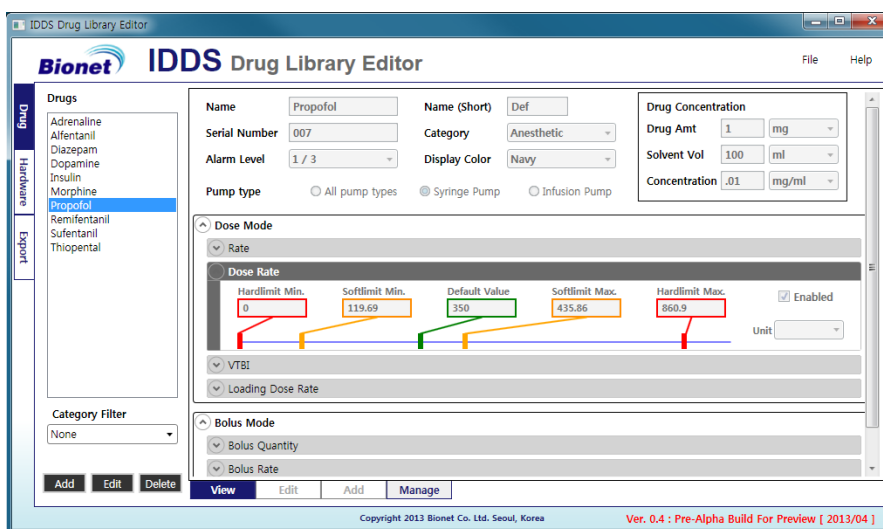 IDDS Drug Library Editor
Bionet
IDDS Drug Library Editor
File Help
Drug
Hardware
Export
Drugs
Adrenaline
Alfentanil
Diazepam
Dopamine
Insulin
Morphine
Propofol
Remifentanil
Sufentanil
Thiopental
Category Filter
None
Add Edit Delete
Name Propofol Name (Short) Def
Serial Number 007 Category Anesthetic
Alarm Level 1 / 3 Display Color Navy
Pump type All pump types Syringe Pump Infusion Pump
Drug Concentration
Drug Amt 1 mg
Solvent Vol 100 ml
Concentration .01 mg/ml
Dose Mode
Rate
Dose Rate
Hardlimit Min. Softlimit Min. Default Value Softlimit Max. Hardlimit Max.
0 119.69 350 435.86 860.9
Enabled
Unit
VTBI
Loading Dose Rate
Bolus Mode
Bolus Quantity
Bolus Rate
View Edit Add Manage
Copyright 2013 Bionet Co. Ltd. Seoul, Korea
Ver. 0.4 : Pre-Alpha Build For Preview [ 2013/04 ]